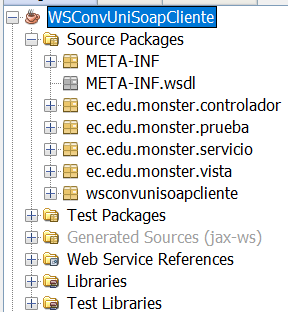 WSConvUniSoapCliente
Source Packages
META-INF
META-INF.wsdl
ec.edu.monster.controlador
ec.edu.monster.prueba
ec.edu.monster.servicio
ec.edu.monster.vista
wsconvunisoapcliente
Test Packages
Generated Sources (jax-ws)
Web Service References
Libraries
Test Libraries